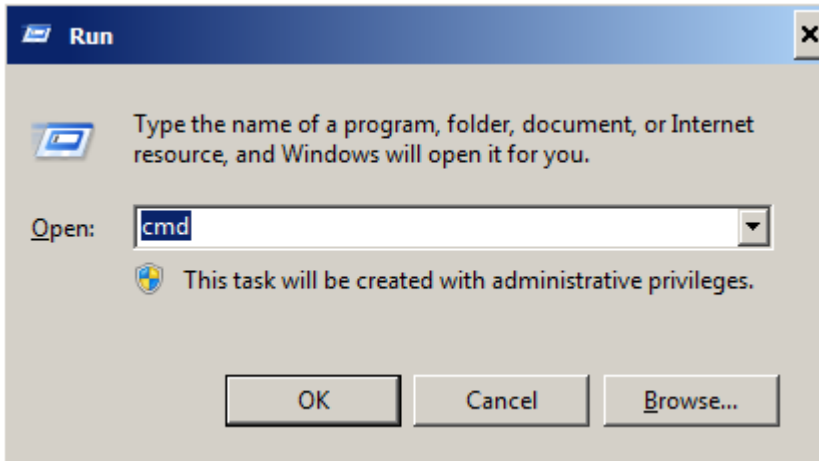 Run
Type the name of a program, folder, document, or Internet
resource, and Windows will open it for you.
Open: cmd
This task will be created with administrative privileges.
OK Cancel Browse...